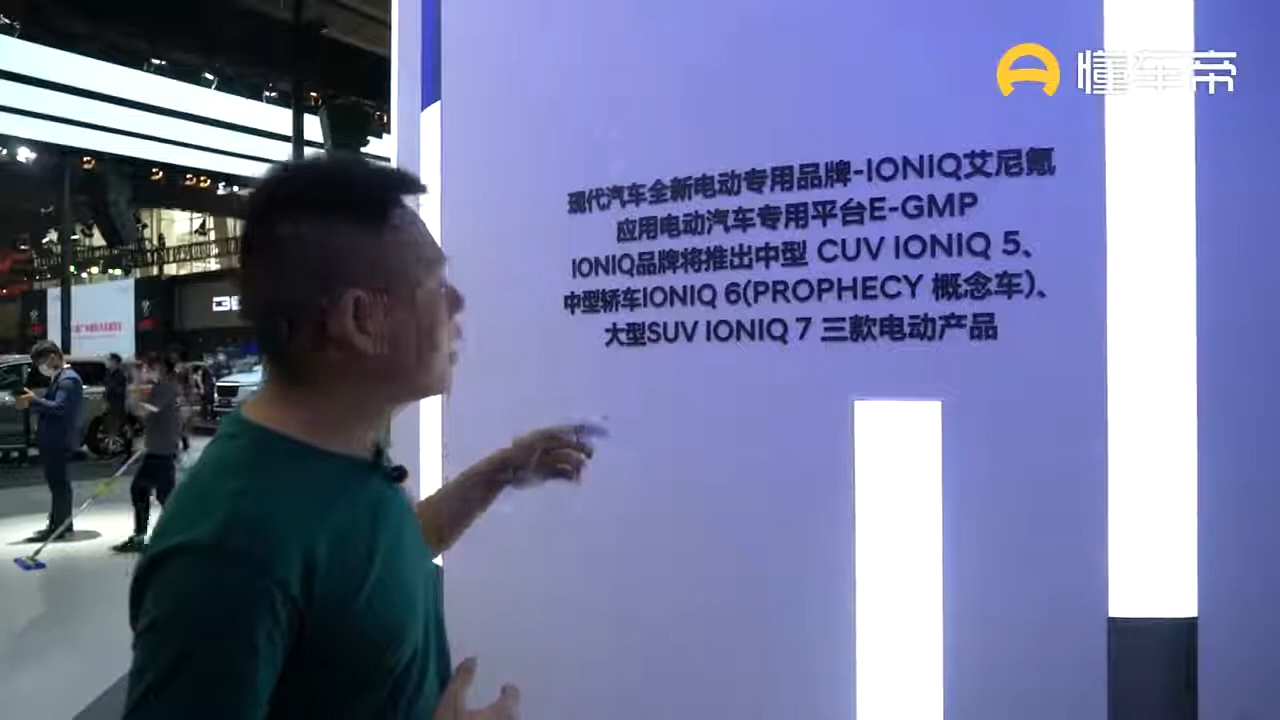 懂车帝
现代汽车全新电动专用品牌-IONIQ艾尼氪
应用电动汽车专用平台E-GMP
IONIQ品牌将推出中型 CUV IONIQ 5、
中型轿车IONIQ 6(PROPHECY 概念车)、
大型SUV IONIQ 7 三款电动产品